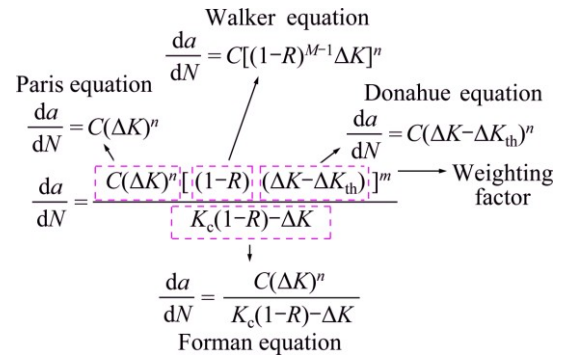 Walker equation
da/dN = C[(1−R)^{M−1}ΔK]^n
Paris equation
da/dN = C(ΔK)^n
Donahue equation
da/dN = C(ΔK−ΔK_th)^n
da/dN = C(ΔK)^n [(1−R) (ΔK−ΔK_th)]^m / K_c(1−R)−ΔK
Weighting
factor
da/dN = C(ΔK)^n / K_c(1−R)−ΔK
Forman equation